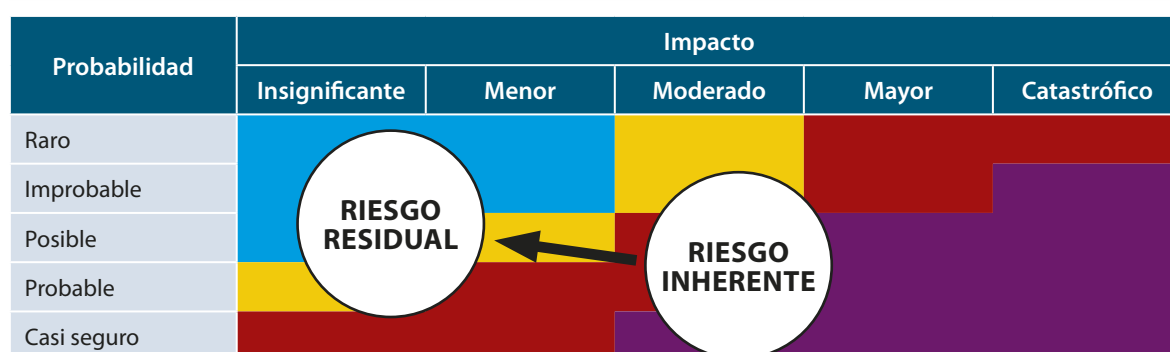 Probabilidad
Impacto
Insignificante
Menor
Moderado
Mayor
Catastrófico
Raro
Improbable
Posible
Probable
Casi seguro
RIESGO
RESIDUAL
RIESGO
INHERENTE